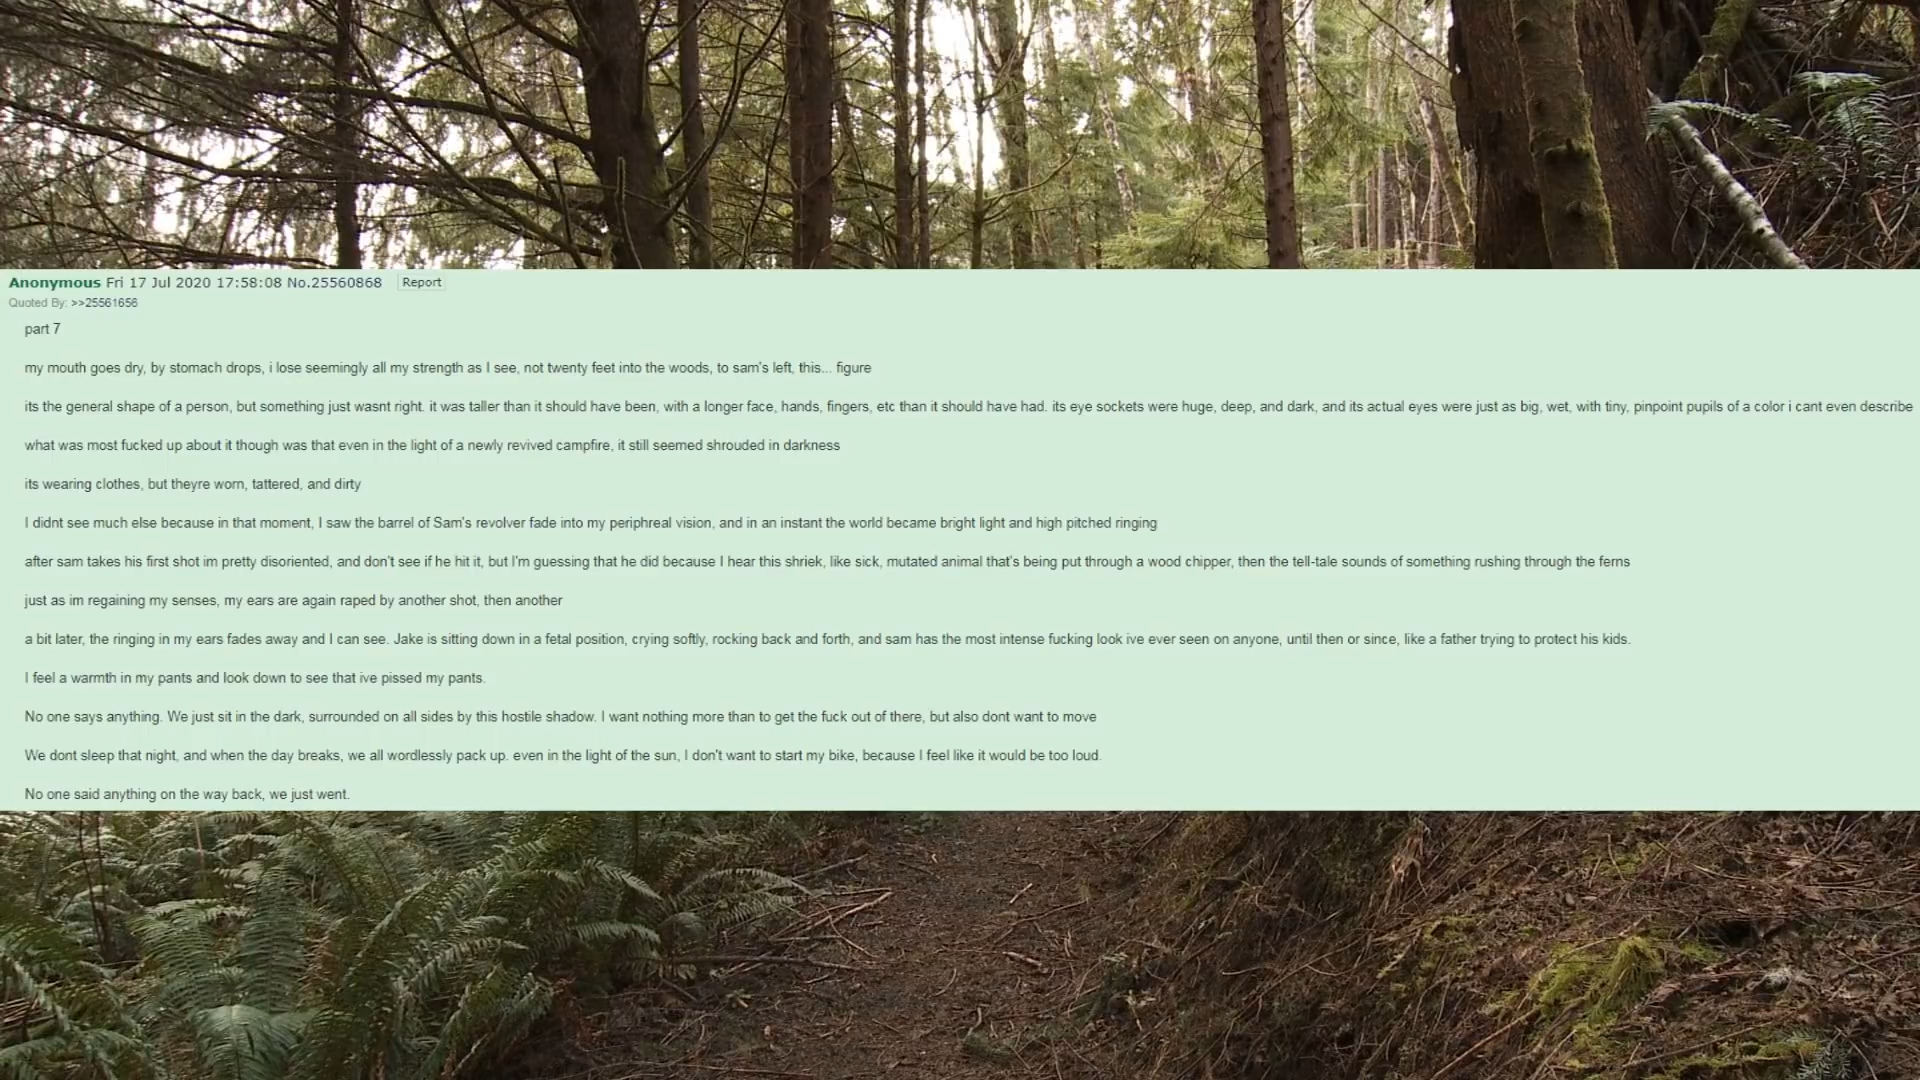 Anonymous Fri 17 Jul 2020 17:58:08 No.25560868 Report
Quoted By: >>25561656
part 7
my mouth goes dry, by stomach drops, i lose seemingly all my strength as I see, not twenty feet into the woods, to sam's left, this... figure
its the general shape of a person, but something just wasnt right. it was taller than it should have been, with a longer face, hands, fingers, etc than it should have had. its eye sockets were huge, deep, and dark, and its actual eyes were just as big, wet, with tiny, pinpoint pupils of a color i cant even describe
what was most fucked up about it though was that even in the light of a newly revived campfire, it still seemed shrouded in darkness
its wearing clothes, but theyre worn, tattered, and dirty
I didnt see much else because in that moment, I saw the barrel of Sam's revolver fade into my periphreal vision, and in an instant the world became bright light and high pitched ringing
after sam takes his first shot im pretty disoriented, and don't see if he hit it, but I'm guessing that he did because I hear this shriek, like sick, mutated animal that's being put through a wood chipper, then the tell-tale sounds of something rushing through the ferns
just as im regaining my senses, my ears are again raped by another shot, then another
a bit later, the ringing in my ears fades away and I can see. Jake is sitting down in a fetal position, crying softly, rocking back and forth, and sam has the most intense fucking look ive ever seen on anyone, until then or since, like a father trying to protect his kids.
I feel a warmth in my pants and look down to see that ive pissed my pants.
No one says anything. We just sit in the dark, surrounded on all sides by this hostile shadow. I want nothing more than to get the fuck out of there, but also dont want to move
We dont sleep that night, and when the day breaks, we all wordlessly pack up. even in the light of the sun, I don't want to start my bike, because I feel like it would be too loud.
No one said anything on the way back, we just went.